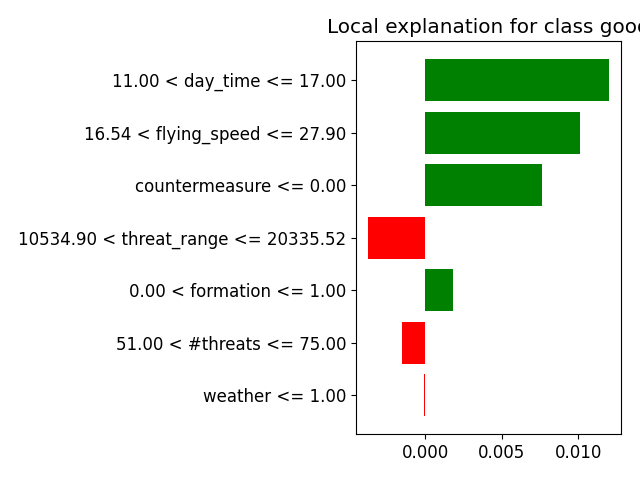 Local explanation for class good
11.00 < day_time <= 17.00
16.54 < flying_speed <= 27.90
countermeasure <= 0.00
10534.90 < threat_range <= 20335.52
0.00 < formation <= 1.00
51.00 < #threats <= 75.00
weather <= 1.00
0.000 0.005 0.010